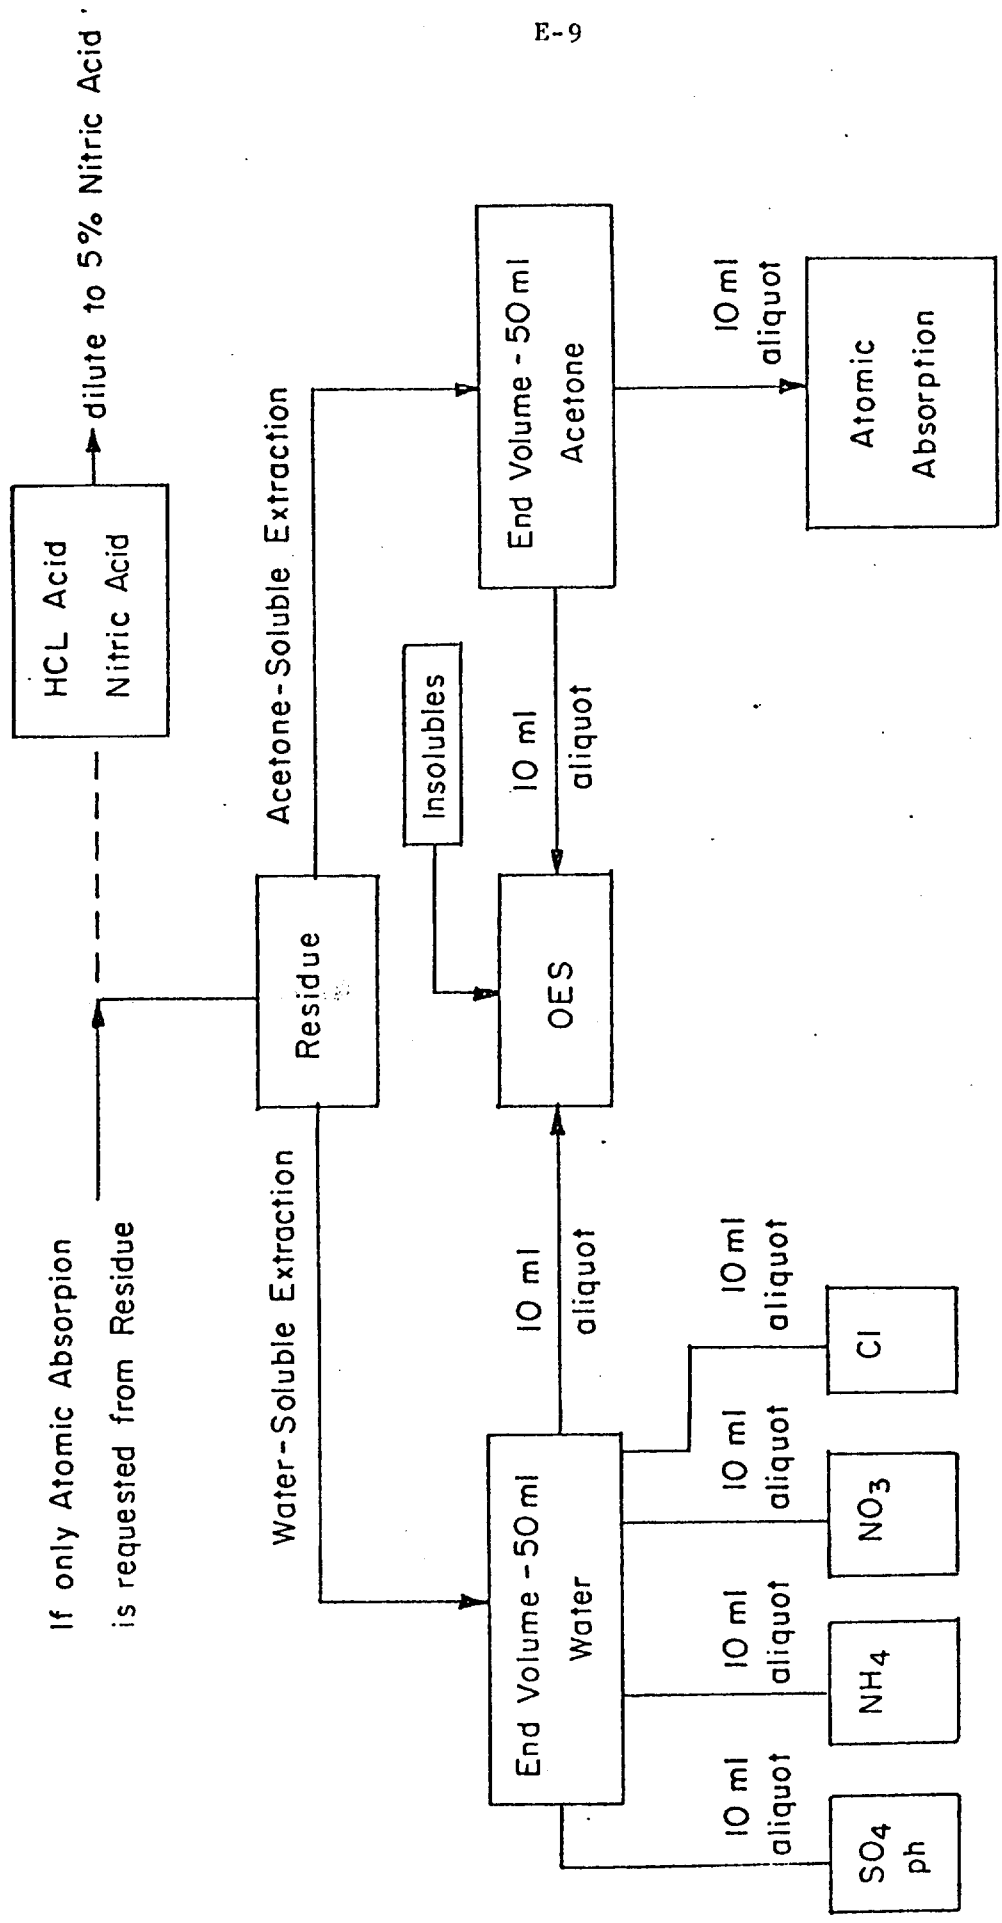 E-9
If only Atomic Absorpion
is requested from Residue
HCL Acid
Nitric Acid
dilute to 5% Nitric Acid
Residue
Water-Soluble Extraction
Acetone-Soluble Extraction
Insolubles
End Volume - 50 ml
Water
10 ml
aliquot
OES
10 ml
aliquot
End Volume - 50 ml
Acetone
10 ml
aliquot
SO4
ph
10 ml
aliquot
NH4
10 ml
aliquot
NO3
10 ml
aliquot
Cl
10 ml
aliquot
Atomic
Absorption